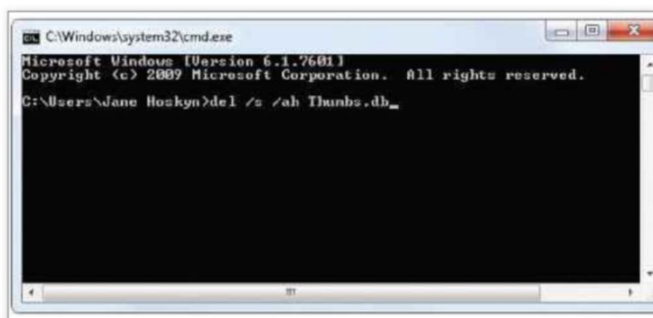 C:\Windows\system32\cmd.exe
Microsoft Windows [Version 6.1.7601]
Copyright (c) 2009 Microsoft Corporation. All rights reserved.
C:\Users\Jane Hoskyn>del /s /ah Thumbs.db_